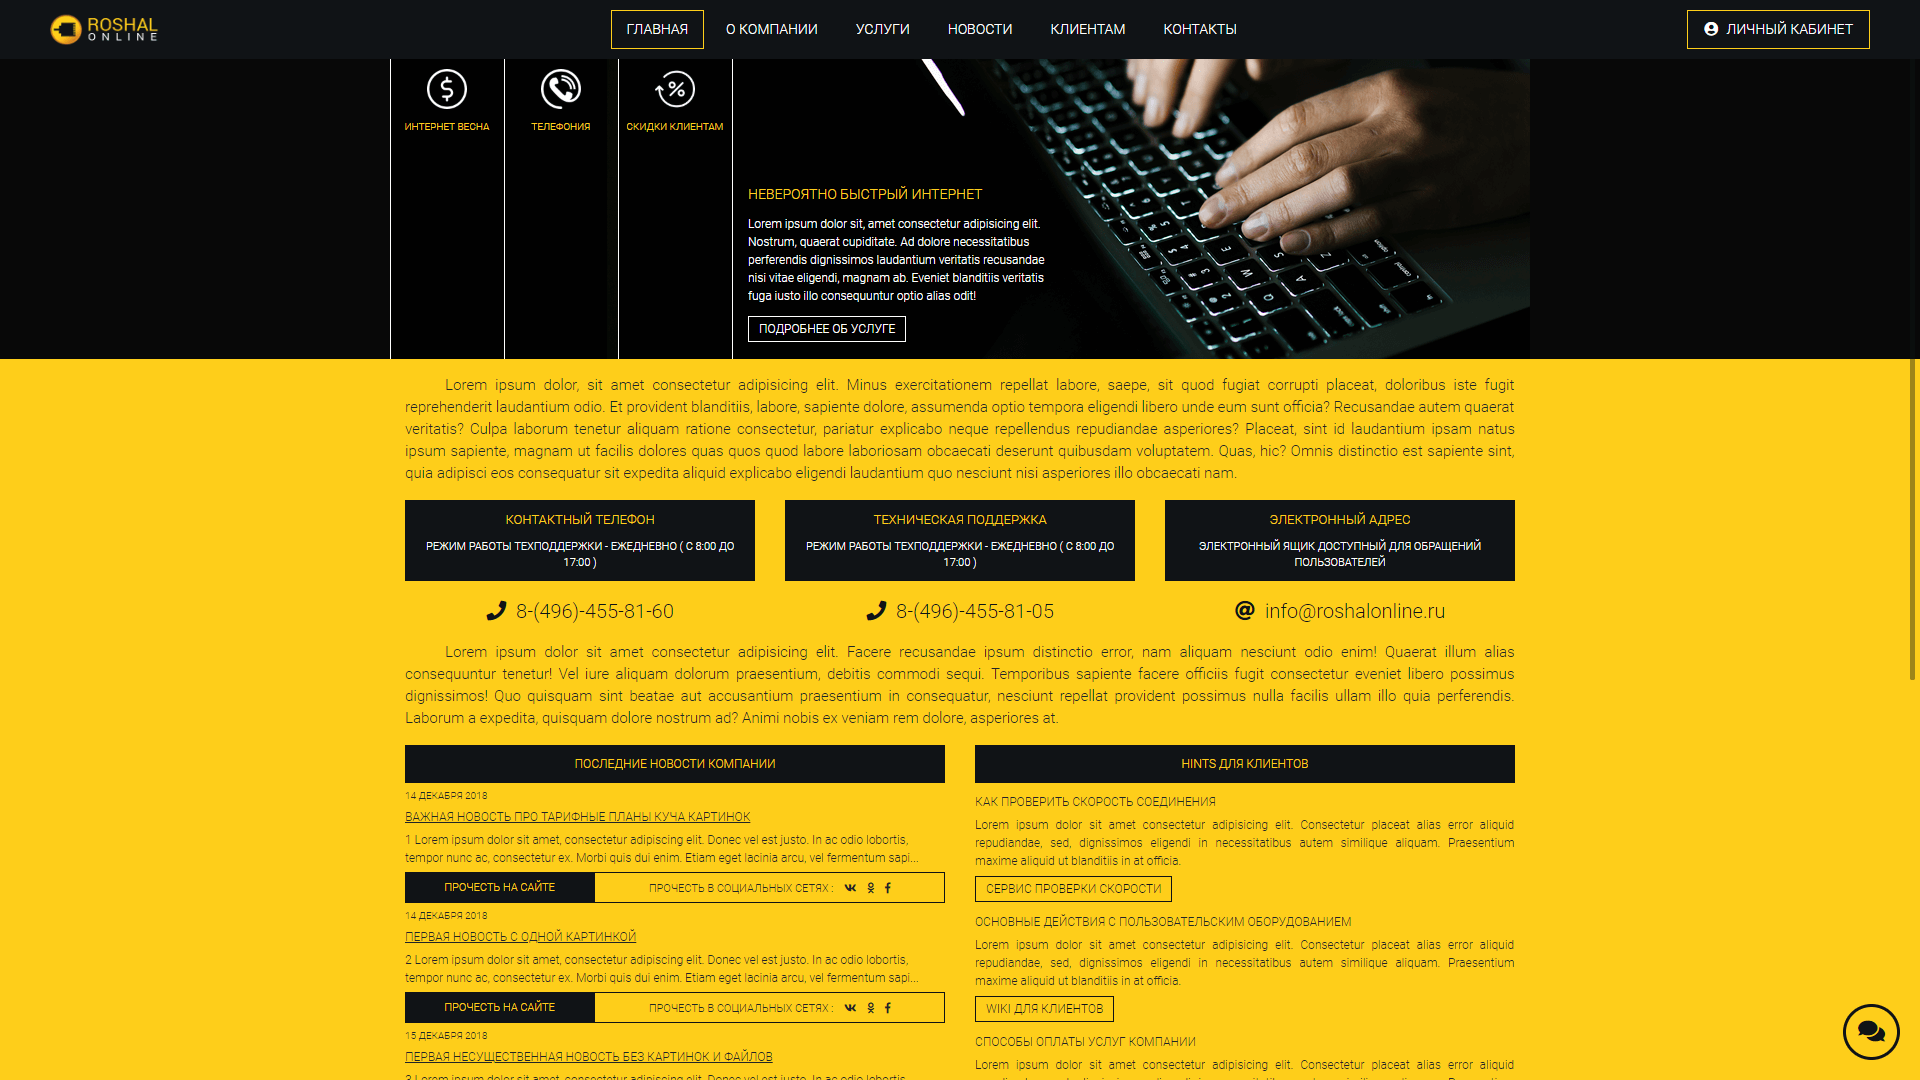 ROSHAL
ONLINE
ГЛАВНАЯ
О КОМПАНИИ
УСЛУГИ
НОВОСТИ
КЛИЕНТАМ
КОНТАКТЫ
ЛИЧНЫЙ КАБИНЕТ
ИНТЕРНЕТ ВЕСНА
ТЕЛЕФОНИЯ
СКИДКИ КЛИЕНТАМ
НЕВЕРОЯТНО БЫСТРЫЙ ИНТЕРНЕТ
Lorem ipsum dolor sit, amet consectetur adipisicing elit.
Nostrum, quaerat cupiditate. Ad dolore necessitatibus
perferendis dignissimos laudantium veritatis recusandae
nisi vitae eligendi, magnam ab. Eveniet blanditiis veritatis
fuga iusto illo consequuntur optio alias odit!
ПОДРОБНЕЕ ОБ УСЛУГЕ
Lorem ipsum dolor, sit amet consectetur adipisicing elit. Minus exercitationem repellat labore, saepe, sit quod fugiat corrupti placeat, doloribus iste fugit
reprehenderit laudantium odio. Et provident blanditiis, labore, sapiente dolore, assumenda optio tempora eligendi libero unde eum sunt officia? Recusandae autem quaerat
veritatis? Culpa laborum tenetur aliquam ratione consectetur, pariatur explicabo neque repellendus repudiandae asperiores? Placeat, sint id laudantium ipsam natus
ipsum sapiente, magnam ut facilis dolores quas quos quod labore laboriosam obcaecati deserunt quibusdam voluptatem. Quas, hic? Omnis distinctio est sapiente sint,
quia adipisci eos consequatur sit expedita aliquid explicabo eligendi laudantium quo nesciunt nisi asperiores illo obcaecati nam.
КОНТАКТНЫЙ ТЕЛЕФОН
РЕЖИМ РАБОТЫ ТЕХПОДДЕРЖКИ - ЕЖЕДНЕВНО ( С 8:00 ДО
17:00 )
8-(496)-455-81-60
ТЕХНИЧЕСКАЯ ПОДДЕРЖКА
РЕЖИМ РАБОТЫ ТЕХПОДДЕРЖКИ - ЕЖЕДНЕВНО ( С 8:00 ДО
17:00 )
8-(496)-455-81-05
ЭЛЕКТРОННЫЙ АДРЕС
ЭЛЕКТРОННЫЙ ЯЩИК ДОСТУПНЫЙ ДЛЯ ОБРАЩЕНИЙ
ПОЛЬЗОВАТЕЛЕЙ
info@roshalonline.ru
Lorem ipsum dolor sit amet consectetur adipisicing elit. Facere recusandae ipsum distinctio error, nam aliquam nesciunt odio enim! Quaerat illum alias
consequuntur tenetur! Vel iure aliquam dolorum praesentium, debitis commodi sequi. Temporibus sapiente facere officiis fugit consectetur eveniet libero possimus
dignissimos! Quo quisquam sint beatae aut accusantium praesentium in consequatur, nesciunt repellat provident possimus nulla facilis ullam illo quia perferendis.
Laborum a expedita, quisquam dolore nostrum ad? Animi nobis ex veniam rem dolore, asperiores at.
ПОСЛЕДНИЕ НОВОСТИ КОМПАНИИ
14 ДЕКАБРЯ 2018
ВАЖНАЯ НОВОСТЬ ПРО ТАРИФНЫЕ ПЛАНЫ КУЧА КАРТИНОК
1 Lorem ipsum dolor sit amet, consectetur adipiscing elit. Donec vel est justo. In ac odio lobortis,
tempor nunc ac, consectetur ex. Morbi quis dui enim. Etiam eget lacinia arcu, vel fermentum sapi...
ПРОЧЕСТЬ НА САЙТЕ
ПРОЧЕСТЬ В СОЦИАЛЬНЫХ СЕТЯХ :
14 ДЕКАБРЯ 2018
ПЕРВАЯ НОВОСТЬ С ОДНОЙ КАРТИНКОЙ
2 Lorem ipsum dolor sit amet, consectetur adipiscing elit. Donec vel est justo. In ac odio lobortis,
tempor nunc ac, consectetur ex. Morbi quis dui enim. Etiam eget lacinia arcu, vel fermentum sapi...
ПРОЧЕСТЬ НА САЙТЕ
ПРОЧЕСТЬ В СОЦИАЛЬНЫХ СЕТЯХ :
15 ДЕКАБРЯ 2018
ПЕРВАЯ НЕСУЩЕСТВЕННАЯ НОВОСТЬ БЕЗ КАРТИНОК И ФАЙЛОВ
3 Lorem ipsum dolor sit amet, consectetur adipiscing elit. Donec vel est justo. In ac odio lobortis,
HINTS ДЛЯ КЛИЕНТОВ
КАК ПРОВЕРИТЬ СКОРОСТЬ СОЕДИНЕНИЯ
Lorem ipsum dolor sit amet consectetur adipisicing elit. Consectetur placeat alias error aliquid
repudiandae, sed, dignissimos eligendi in necessitatibus autem similique aliquam. Praesentium
maxime aliquid ut blanditiis in at officia.
СЕРВИС ПРОВЕРКИ СКОРОСТИ
ОСНОВНЫЕ ДЕЙСТВИЯ С ПОЛЬЗОВАТЕЛЬСКИМ ОБОРУДОВАНИЕМ
Lorem ipsum dolor sit amet consectetur adipisicing elit. Consectetur placeat alias error aliquid
repudiandae, sed, dignissimos eligendi in necessitatibus autem similique aliquam. Praesentium
maxime aliquid ut blanditiis in at officia.
WIKI ДЛЯ КЛИЕНТОВ
СПОСОБЫ ОПЛАТЫ УСЛУГ КОМПАНИИ
Lorem ipsum dolor sit amet consectetur adipisicing elit. Consectetur placeat alias error aliquid